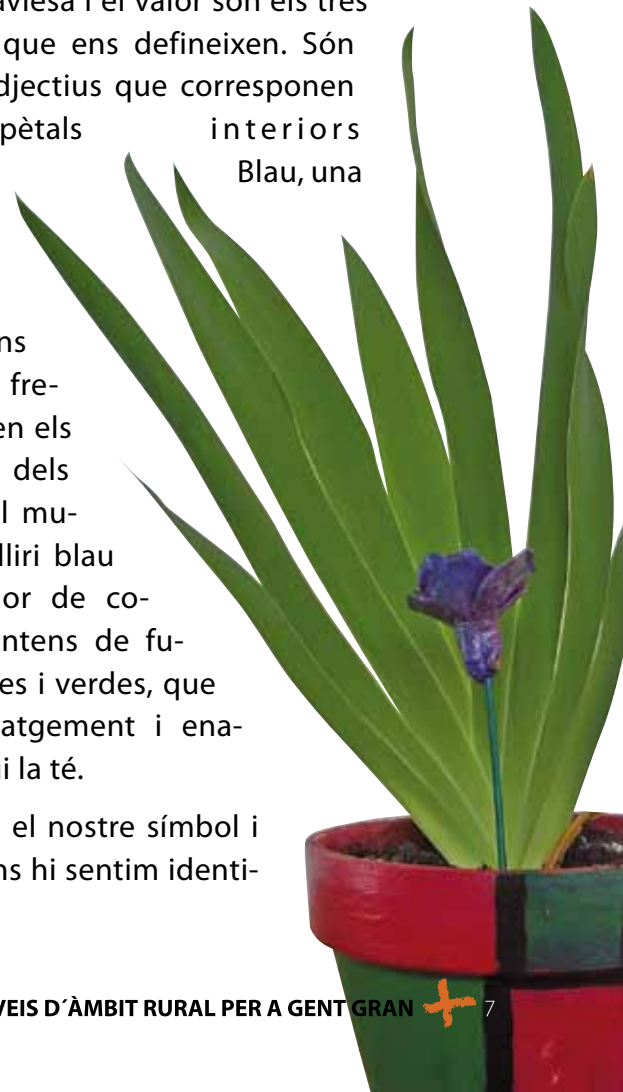 aviesa i el valor són els tres
que ens defineixen. Són
djectius que corresponen
pètals interiors
Blau, una
ns
fre-
en els
dels
l mu-
lliri blau
or de co-
ntens de fu-
es i verdes, que
atgement i ena-
i la té.
el nostre símbol i
ns hi sentim identi-
VEIS D´ÀMBIT RURAL PER A GENT GRAN 7